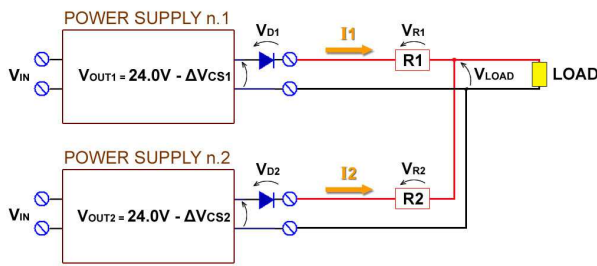 POWER SUPPLY n.1
VD1
I1
VR1
VIN
VOUT1 = 24.0V - ΔVCS1
R1
VLOAD
LOAD
POWER SUPPLY n.2
VD2
I2
VR2
VIN
VOUT2 = 24.0V - ΔVCS2
R2